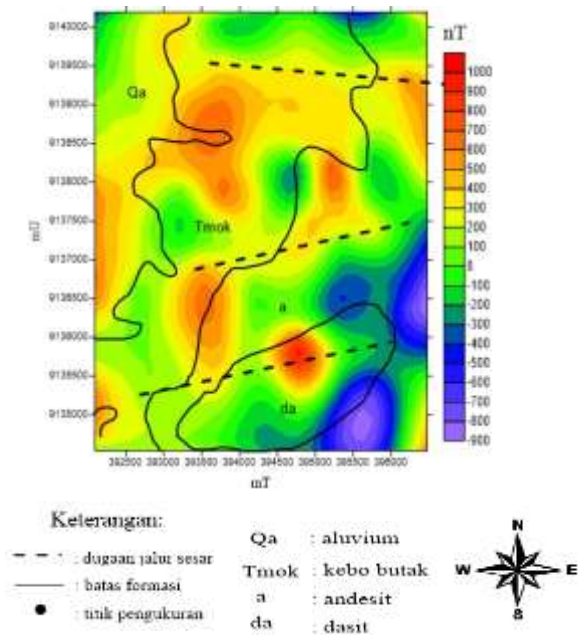 nT
9140000
9139500
9139000
9138500
9138000
9137500
9137000
9136500
9136000
9135500
9135000
mU
Qa
Tmok
a
da
392500 393000 393500 394000 394500 395000 395500 396000
mT
1000
900
800
700
600
500
400
300
200
100
0
-100
-200
-300
-400
-500
-600
-700
-800
-900
Keterangan:
: dugaan jalur sesar
: batas formasi
: titik pengukuran
Qa : aluvium
Tmok : kebo butak
a : andesit
da : dasit
N
W E
S